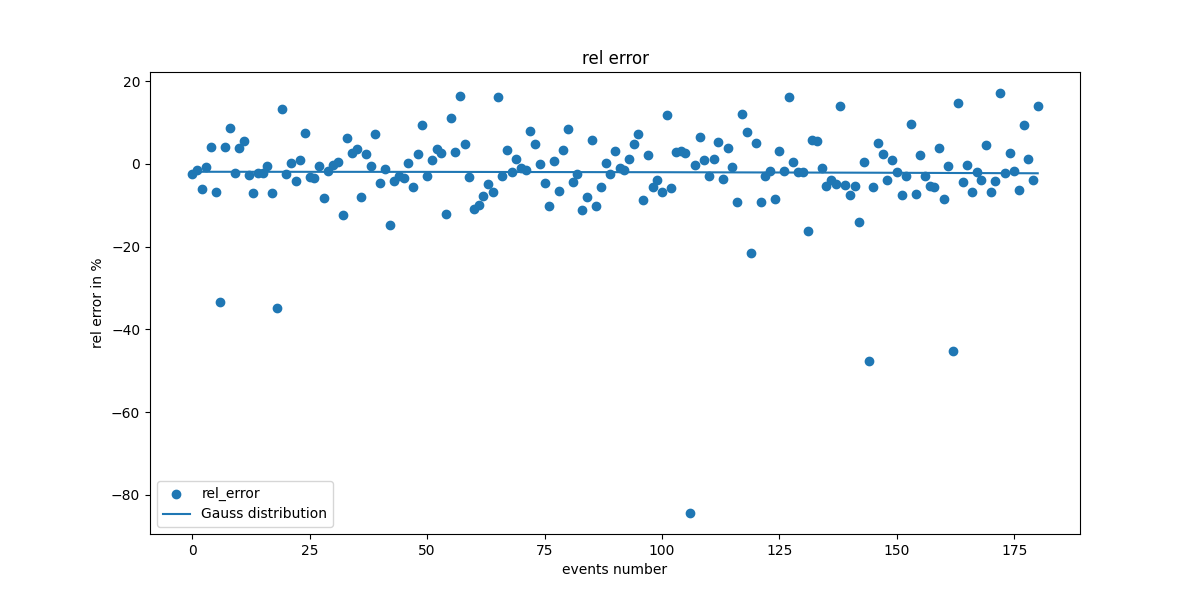 rel error
20
0
−20
−40
−60
−80
rel error in %
rel_error
Gauss distribution
0 25 50 75 100 125 150 175
events number